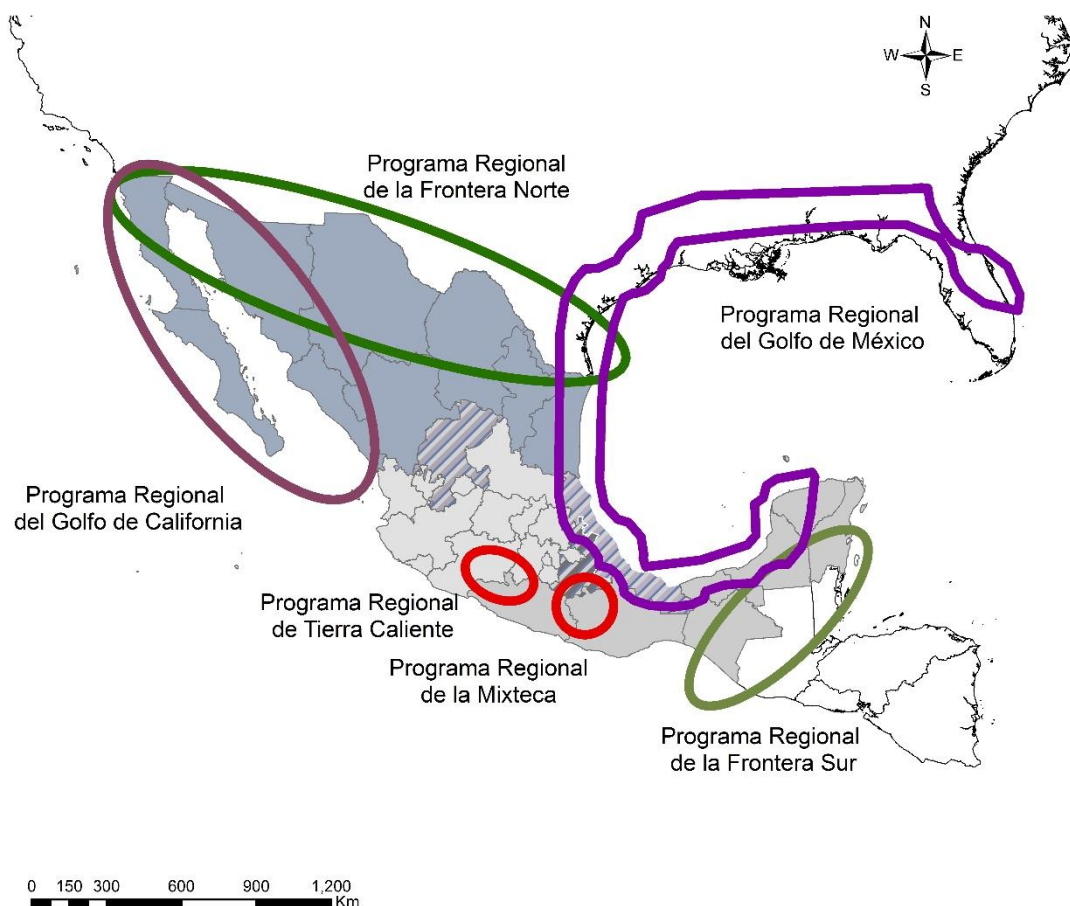 N
W E
S
Programa Regional
de la Frontera Norte
Programa Regional
del Golfo de México
Programa Regional
del Golfo de California
Programa Regional
de Tierra Caliente
Programa Regional
de la Mixteca
Programa Regional
de la Frontera Sur
0 150 300 600 900 1,200
Km